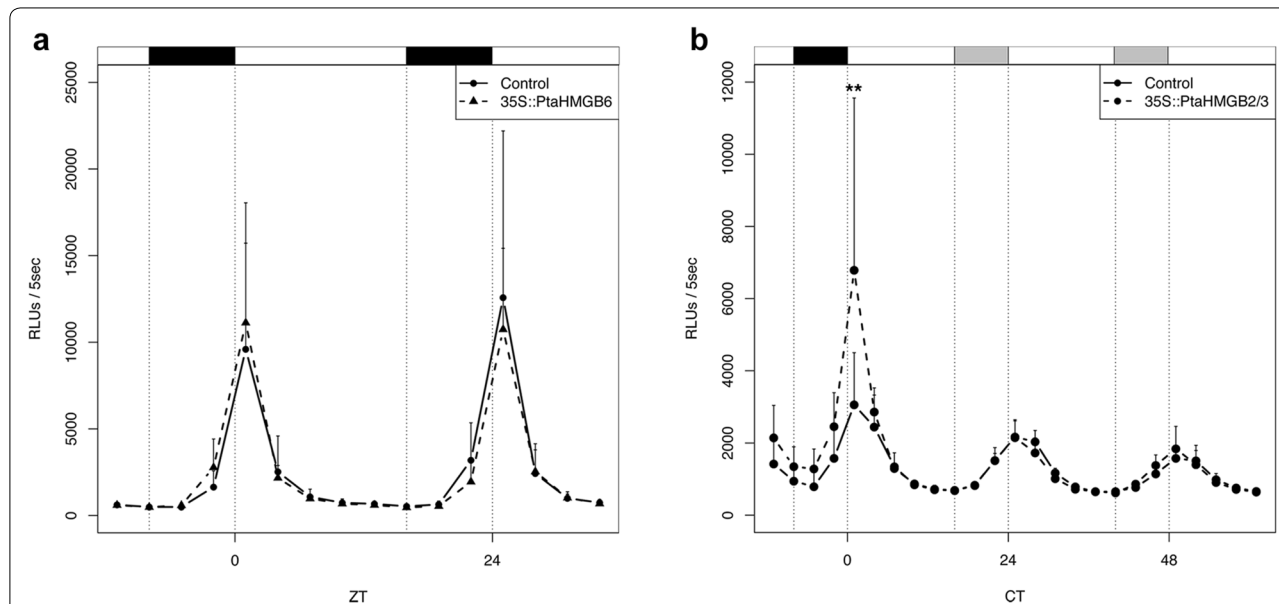 a
Control
35S::PtaHMGB6
25000
20000
15000
10000
5000
0
RLUs / 5sec
0 24
ZT
b
Control
35S::PtaHMGB2/3
**
12000
10000
8000
6000
4000
2000
0
RLUs / 5sec
0 24 48
CT